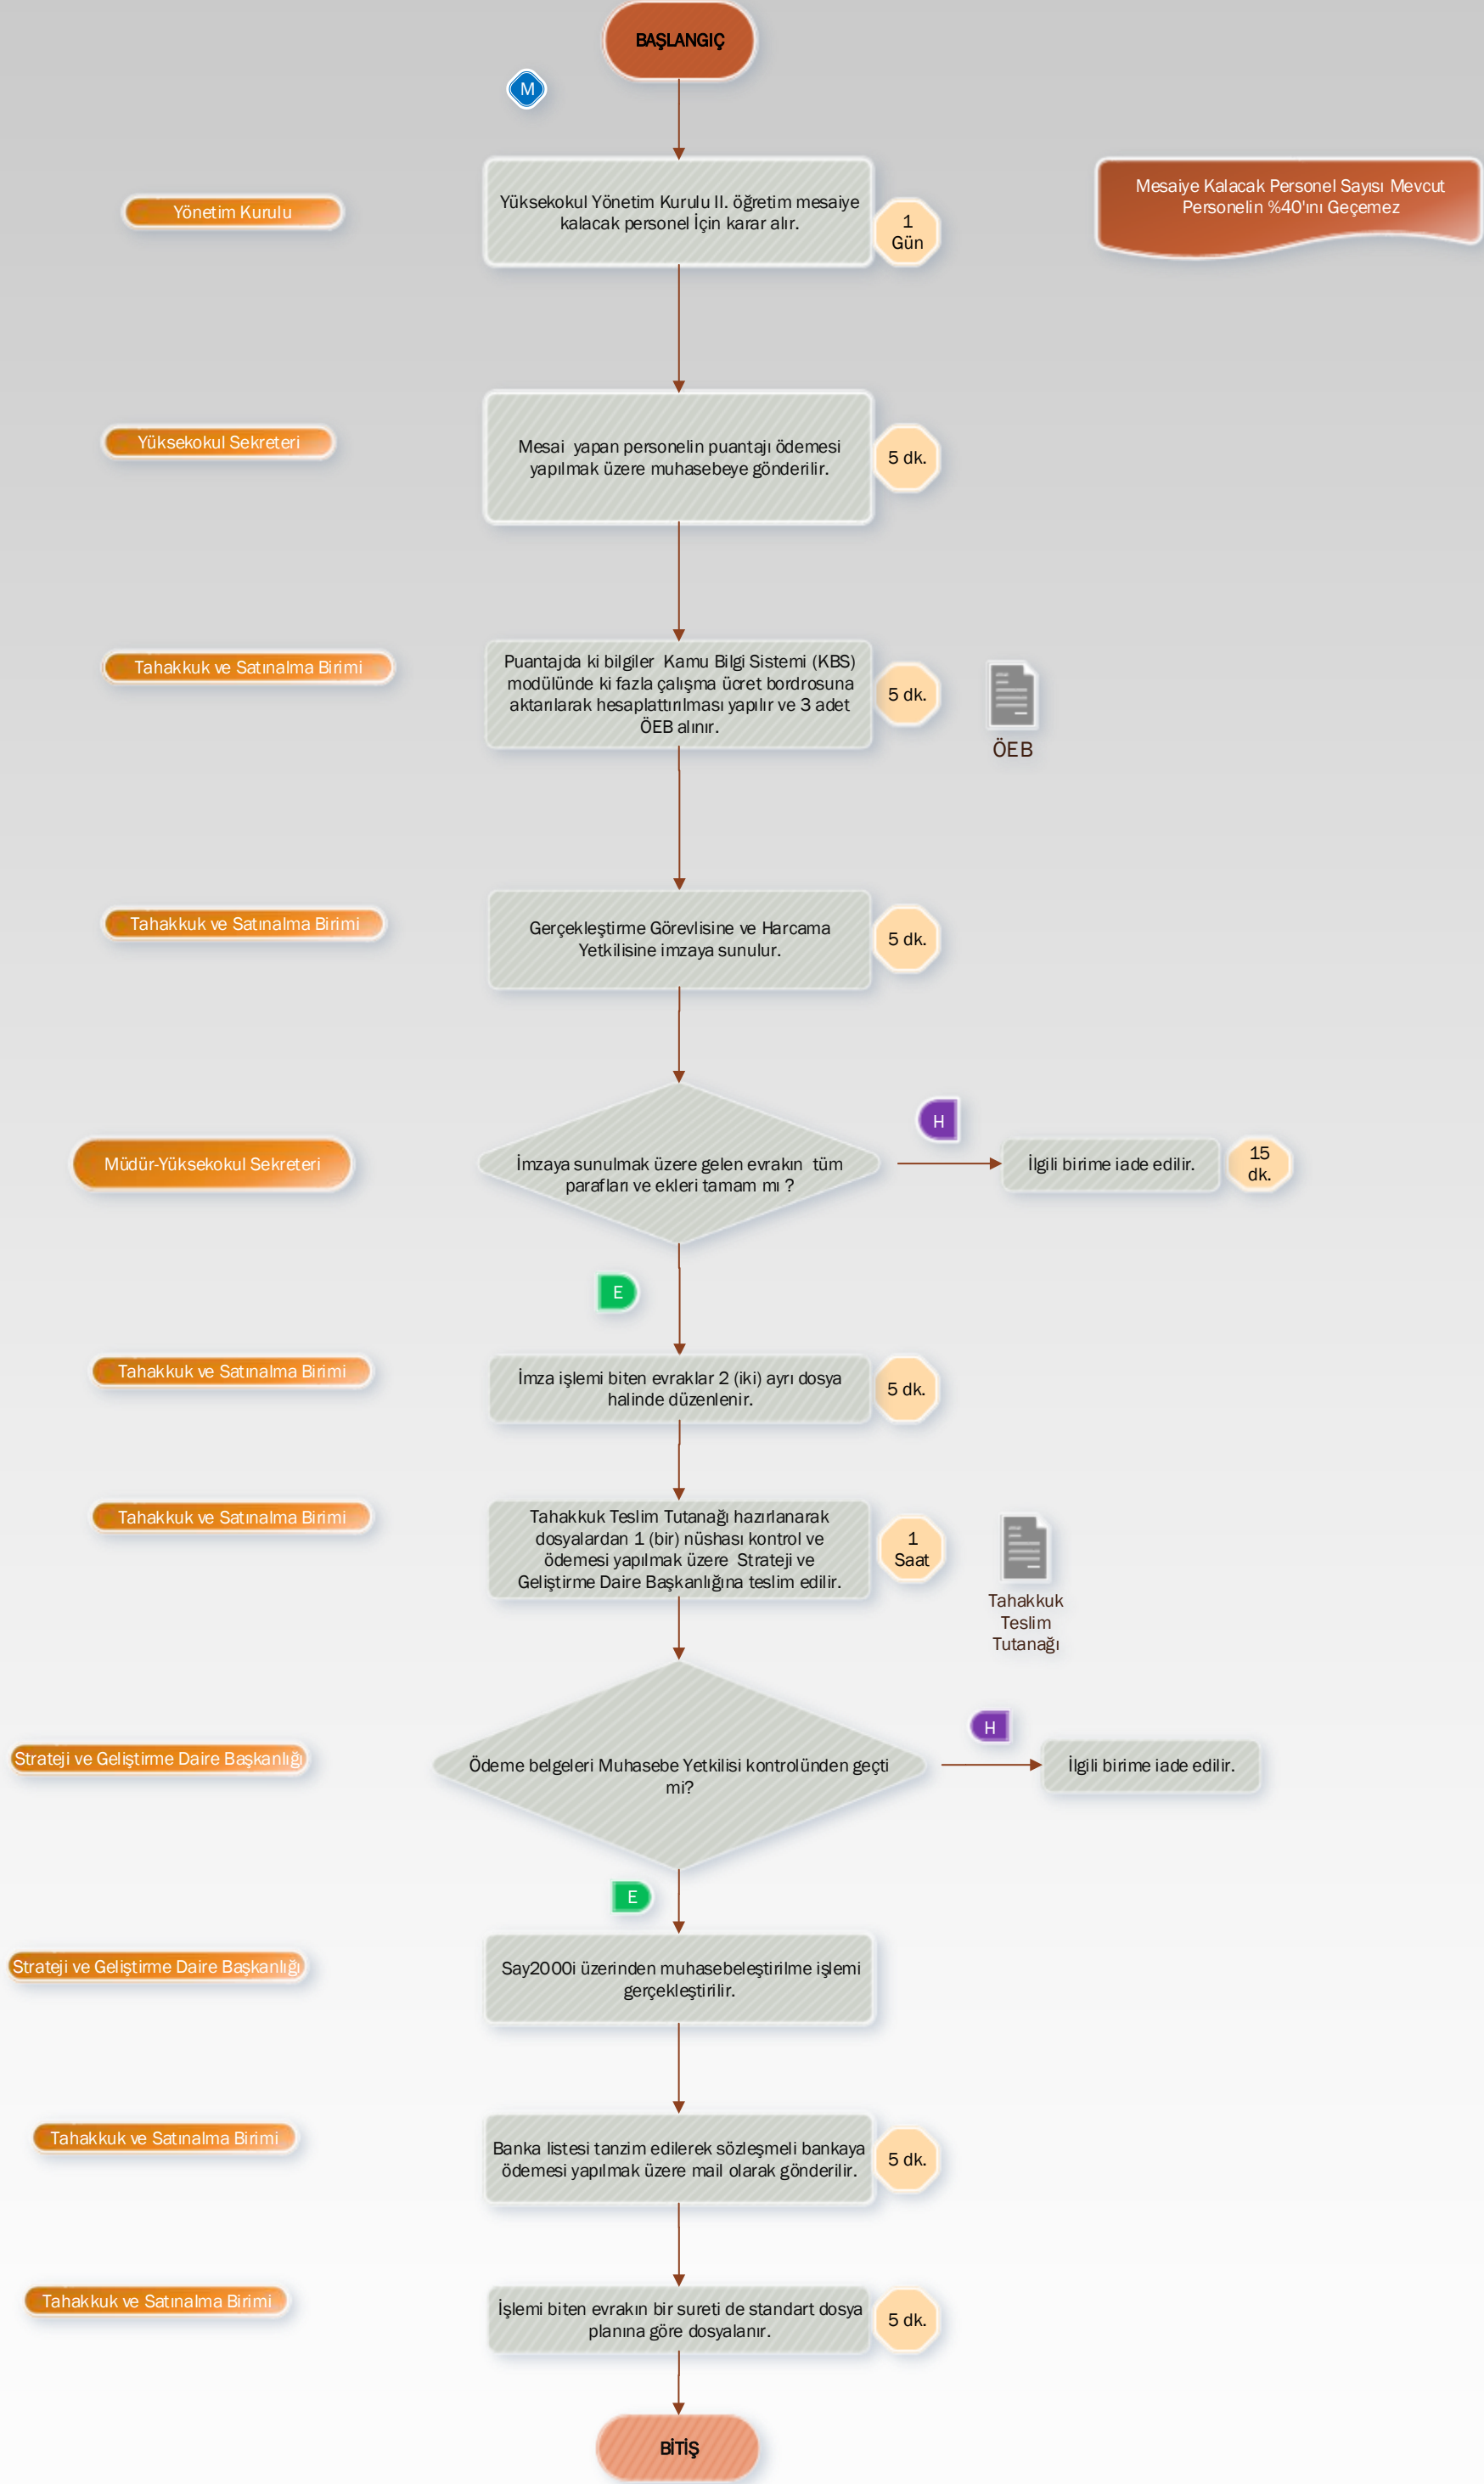 BAŞLANGIÇ
M
Yönetim Kurulu
Yüksekokul Yönetim Kurulu II. öğretim mesaiye
kalacak personel İçin karar alır.
1
Gün
Mesaiye Kalacak Personel Sayısı Mevcut
Personelin %40'ını Geçemez
Yüksekokul Sekreteri
Mesai yapan personelin puantajı ödemesi
yapılmak üzere muhasebeye gönderilir.
5 dk.
Tahakkuk ve Satınalma Birimi
Puantajda ki bilgiler Kamu Bilgi Sistemi (KBS)
modülünde ki fazla çalışma ücret bordrosuna
aktarılarak hesaplattırılması yapılır ve 3 adet
ÖEB alınır.
5 dk.
ÖEB
Tahakkuk ve Satınalma Birimi
Gerçekleştirme Görevlisine ve Harcama
Yetkilisine imzaya sunulur.
5 dk.
Müdür-Yüksekokul Sekreteri
İmzaya sunulmak üzere gelen evrakın tüm
parafları ve ekleri tamam mı ?
H
İlgili birime iade edilir.
15
dk.
E
Tahakkuk ve Satınalma Birimi
İmza işlemi biten evraklar 2 (iki) ayrı dosya
halinde düzenlenir.
5 dk.
Tahakkuk ve Satınalma Birimi
Tahakkuk Teslim Tutanağı hazırlanarak
dosyalardan 1 (bir) nüshası kontrol ve
ödemesi yapılmak üzere Strateji ve
Geliştirme Daire Başkanlığına teslim edilir.
1
Saat
Tahakkuk
Teslim
Tutanağı
Strateji ve Geliştirme Daire Başkanlığı
Ödeme belgeleri Muhasebe Yetkilisi kontrolünden geçti
mi?
H
İlgili birime iade edilir.
E
Strateji ve Geliştirme Daire Başkanlığı
Say2000i üzerinden muhasebeleştirilme işlemi
gerçekleştirilir.
Tahakkuk ve Satınalma Birimi
Banka listesi tanzim edilerek sözleşmeli bankaya
ödemesi yapılmak üzere mail olarak gönderilir.
5 dk.
Tahakkuk ve Satınalma Birimi
İşlemi biten evrakın bir sureti de standart dosya
planına göre dosyalanır.
5 dk.
BİTİŞ